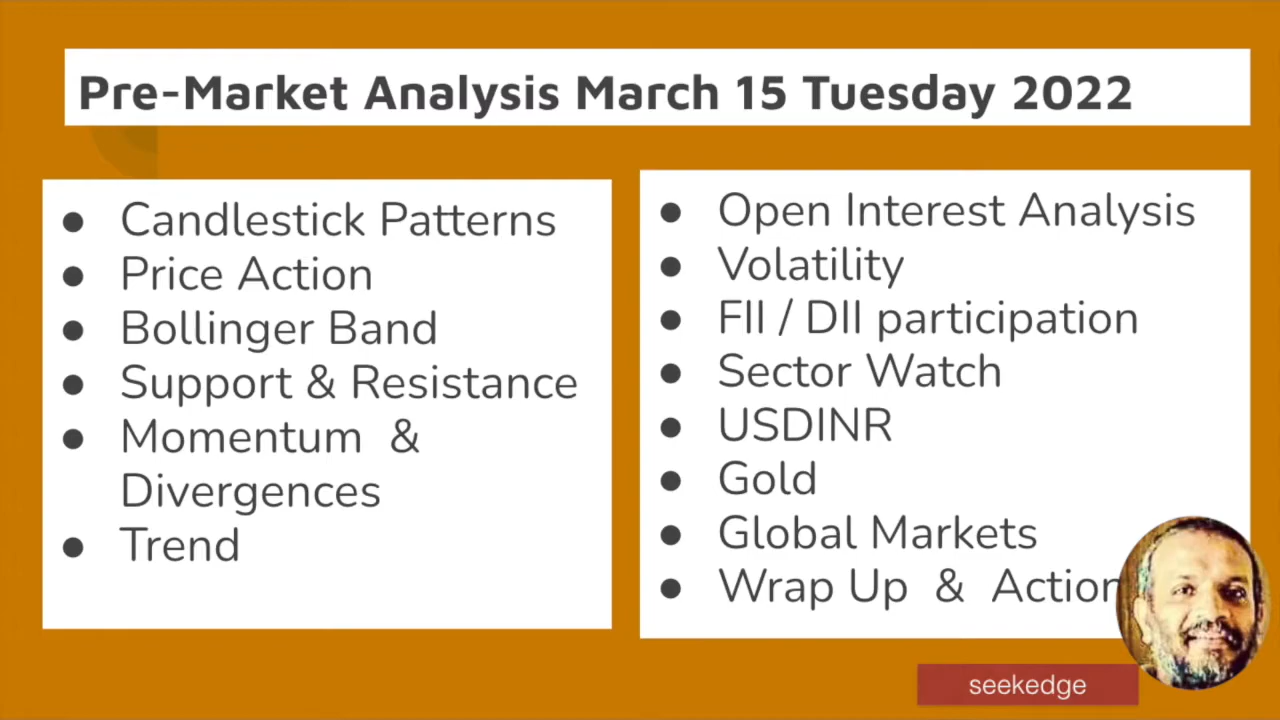 Pre-Market Analysis March 15 Tuesday 2022
● Candlestick Patterns
● Price Action
● Bollinger Band
● Support & Resistance
● Momentum & 
Divergences
● Trend
● Open Interest Analysis
● Volatility
● FII / DII participation
● Sector Watch
● USDINR
● Gold
● Global Markets
● Wrap Up & Action
seekedge